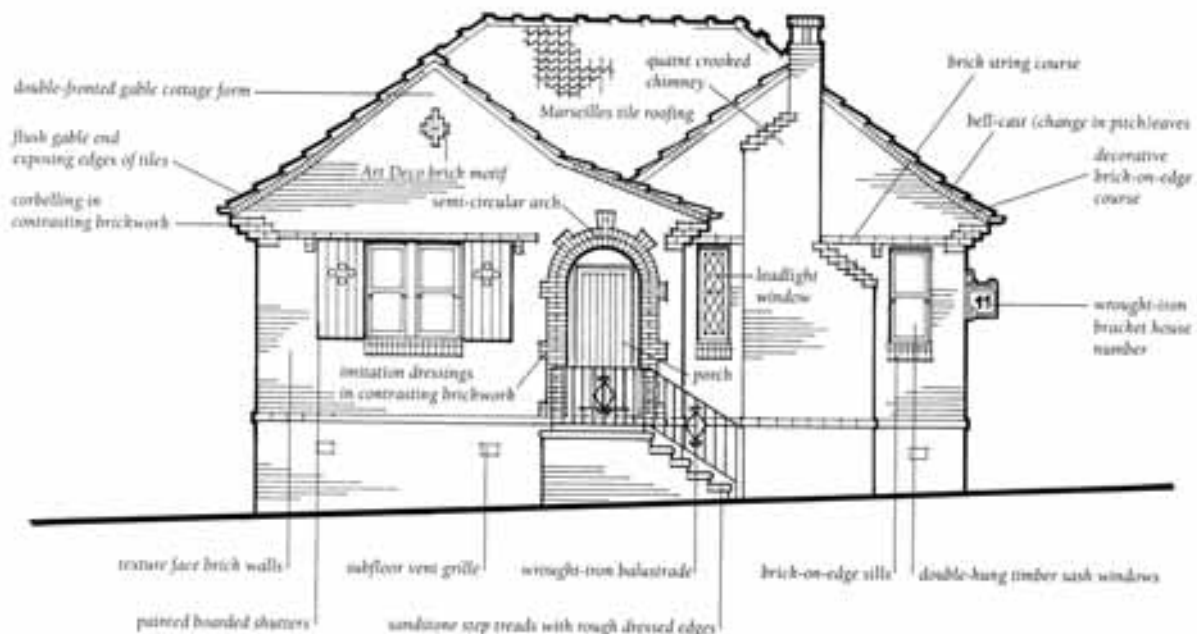 quaint crooked
chimney
brick string course
double-fronted gable cottage form
Marseilles tile roofing
bell-cast (change in pitch)eaves
flush gable end
exposing edges of tiles
decorative
brick-on-edge
course
Art Deco brick motif
corbelling in
contrasting brickwork
semi-circular arch
leadlight
window
11
wrought-iron
bracket house
number
imitation dressings
in contrasting brickwork
porch
texture face brick walls
subfloor vent grille
wrought-iron balustrade
brick-on-edge sills
double-hung timber sash windows
painted boarded shutters
sandstone step treads with rough dressed edges